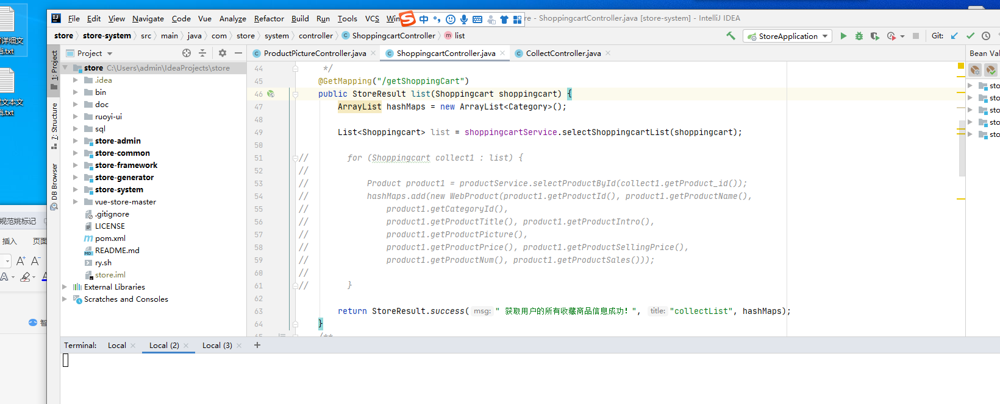 详细文
档.txt
文本文
档.txt
规范姚标记
插入 页面
智
File Edit View Navigate Code Vue Analyze Refactor Build Run Tools VCS Win 中 re - ShoppingcartController.java [store-system] - IntelliJ IDEA
store store-system src main java com store system controller ShoppingcartController list StoreApplication Git:
Project ProductPictureController.java ShoppingcartController.java CollectController.java Bean Val
1: Project
7: Structure
DB Browser
store C:\Users\admin\IdeaProjects\store
.idea
bin
doc
ruoyi-ui
sql
store-admin
store-common
store-framework
store-generator
store-system
vue-store-master
.gitignore
LICENSE
pom.xml
README.md
ry.sh
store.iml
External Libraries
Scratches and Consoles
44 */
45 @GetMapping("/getShoppingCart")
46 public StoreResult list(Shoppingcart shoppingcart) {
47 ArrayList hashMaps = new ArrayList<Category>();
48
49 List<Shoppingcart> list = shoppingcartService.selectShoppingcartList(shoppingcart);
50
51 // for (Shoppingcart collect1 : list) {
52 //
53 // Product product1 = productService.selectProductById(collect1.getProduct_id());
54 // hashMaps.add(new WebProduct(product1.getProductId(), product1.getProductName(),
55 // product1.getCategoryId(),
56 // product1.getProductTitle(), product1.getProductIntro(),
57 // product1.getProductPicture(),
58 // product1.getProductPrice(), product1.getProductSellingPrice(),
59 // product1.getProductNum(), product1.getProductSales()));
60 //
61 // }
62
63 return StoreResult.success( msg: " 获取用户的所有收藏商品信息成功! ", title: "collectList", hashMaps);
64 }
65 /**
sto
sto
sto
sto
sto
Terminal: Local Local (2) Local (3) +